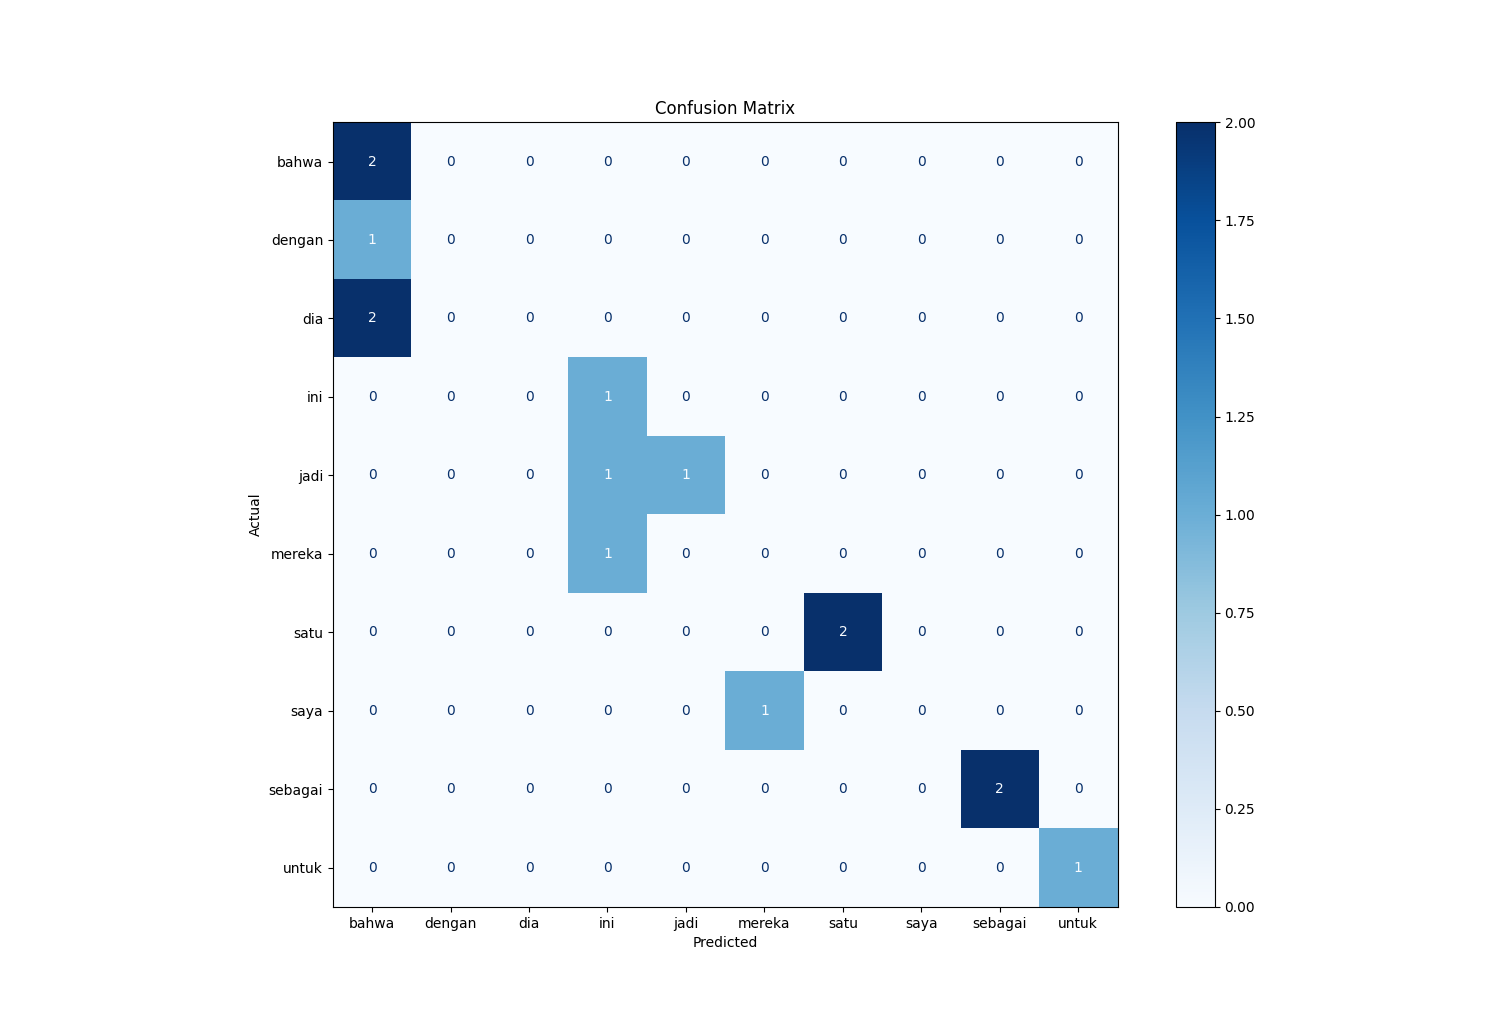 Confusion Matrix
bahwa 2 0 0 0 0 0 0 0 0 0
dengan 1 0 0 0 0 0 0 0 0 0
dia 2 0 0 0 0 0 0 0 0 0
ini 0 0 0 1 0 0 0 0 0 0
jadi 0 0 0 1 1 0 0 0 0 0
mereka 0 0 0 1 0 0 0 0 0 0
satu 0 0 0 0 0 0 2 0 0 0
saya 0 0 0 0 0 1 0 0 0 0
sebagai 0 0 0 0 0 0 0 0 2 0
untuk 0 0 0 0 0 0 0 0 0 1
Actual
bahwa dengan dia ini jadi mereka satu saya sebagai untuk
Predicted
2.00
1.75
1.50
1.25
1.00
0.75
0.50
0.25
0.00